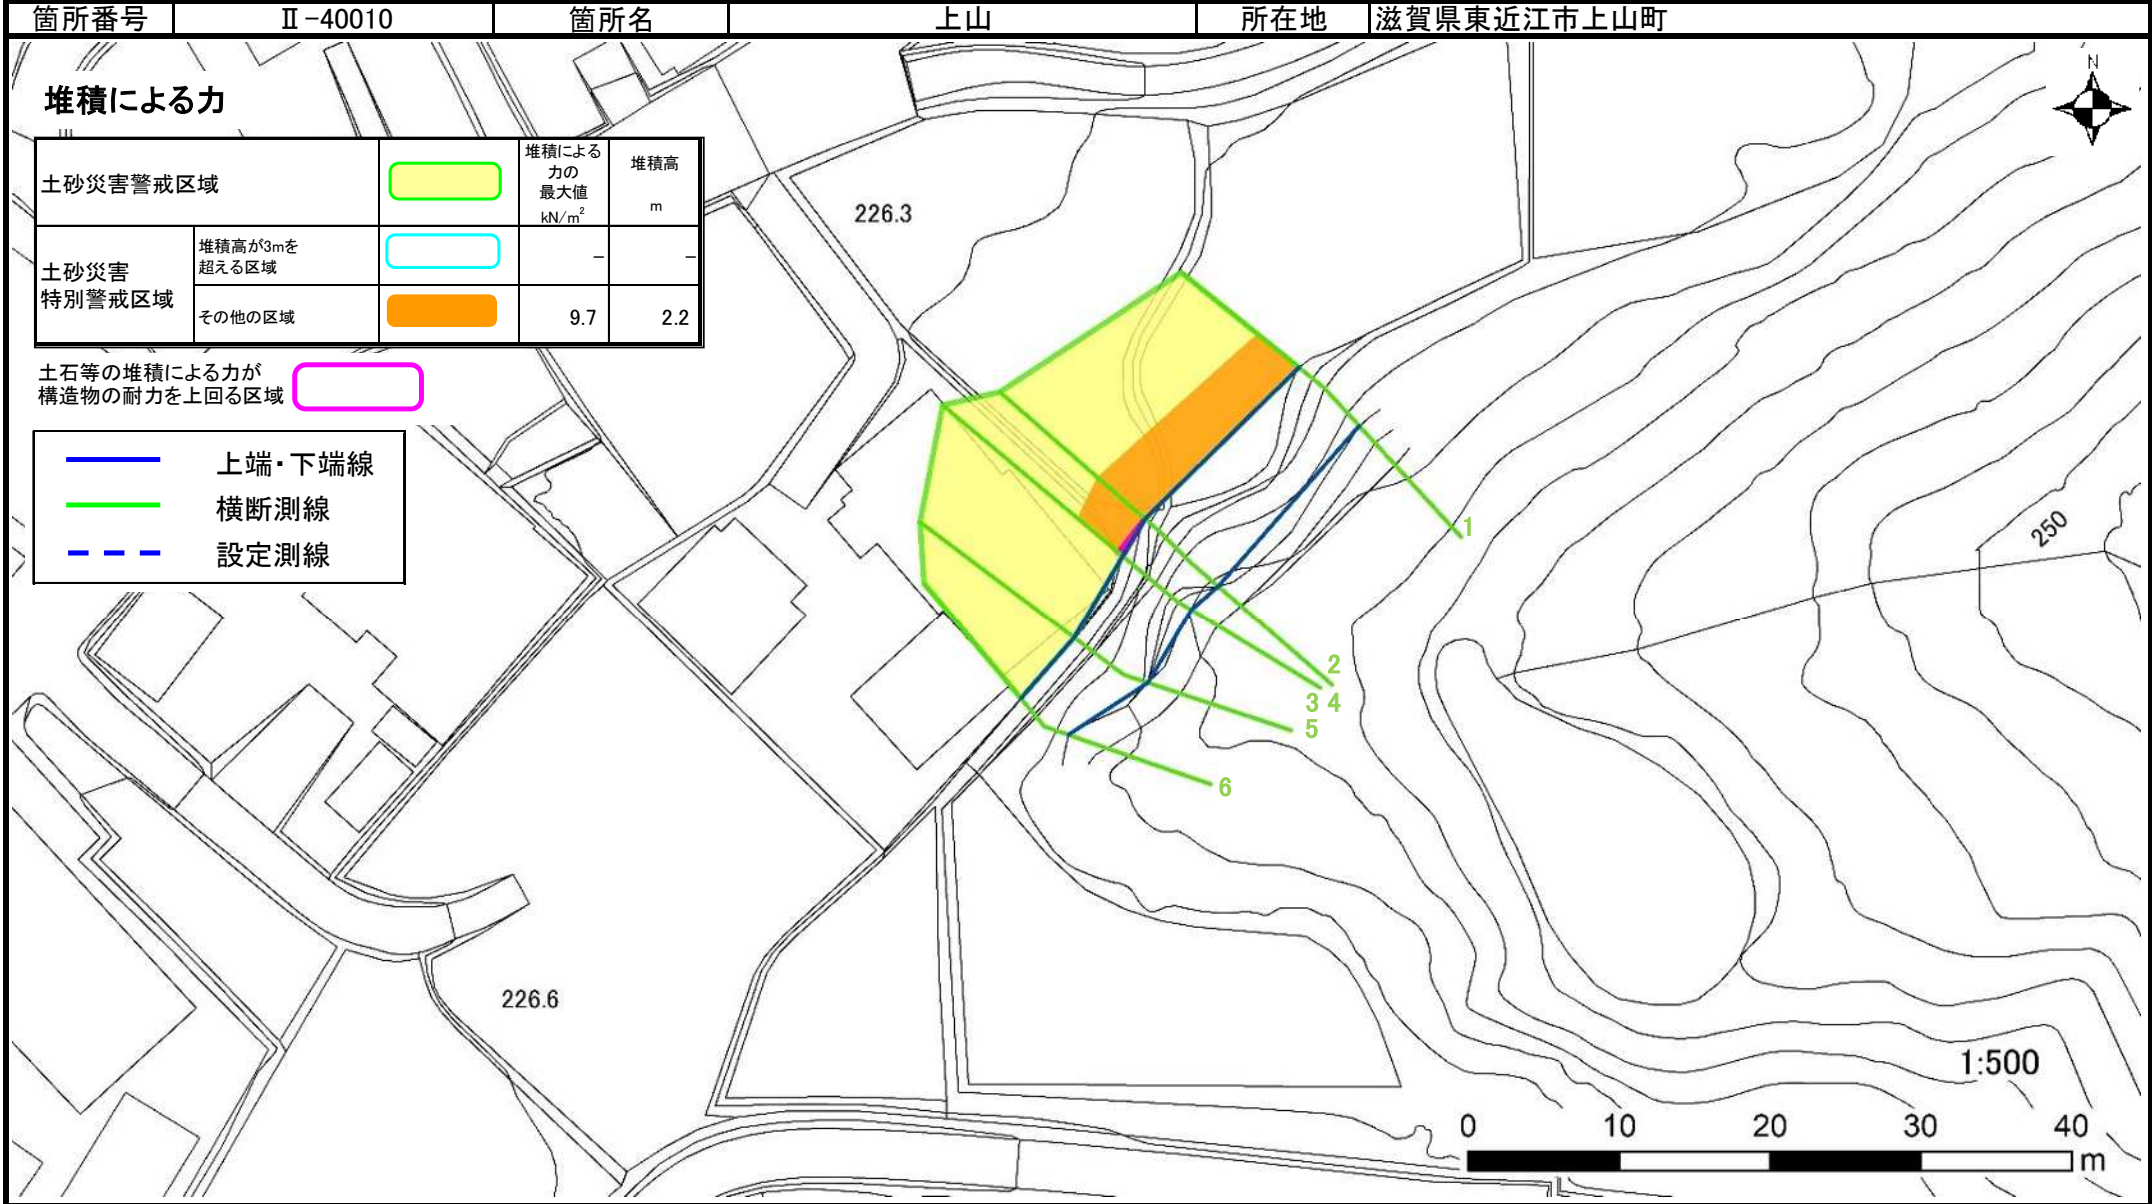 箇所番号 Ⅱ-40010 箇所名 上山 所在地 滋賀県東近江市上山町
堆積による力
N
土砂災害警戒区域
堆積による
力の
最大値
kN/m²
堆積高
m
土砂災害
特別警戒区域
堆積高が3mを
超える区域
– –
その他の区域
9.7 2.2
土石等の堆積による力が
構造物の耐力を上回る区域
上端・下端線
横断測線
設定測線
226.3
1
250
2
3 4
5
6
226.6
1:500
0 10 20 30 40
m